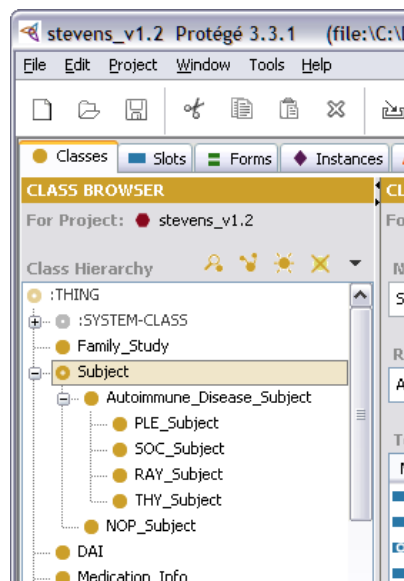 stevens_v1.2 Protégé 3.3.1 (file:\C:\
File Edit Project Window Tools Help
Classes Slots Forms Instances
CLASS BROWSER
For Project: stevens_v1.2
Class Hierarchy
:THING
:SYSTEM-CLASS
Family_Study
Subject
Autoimmune_Disease_Subject
PLE_Subject
SOC_Subject
RAY_Subject
THY_Subject
NOP_Subject
DAI
Medication_Info
CL
Fo